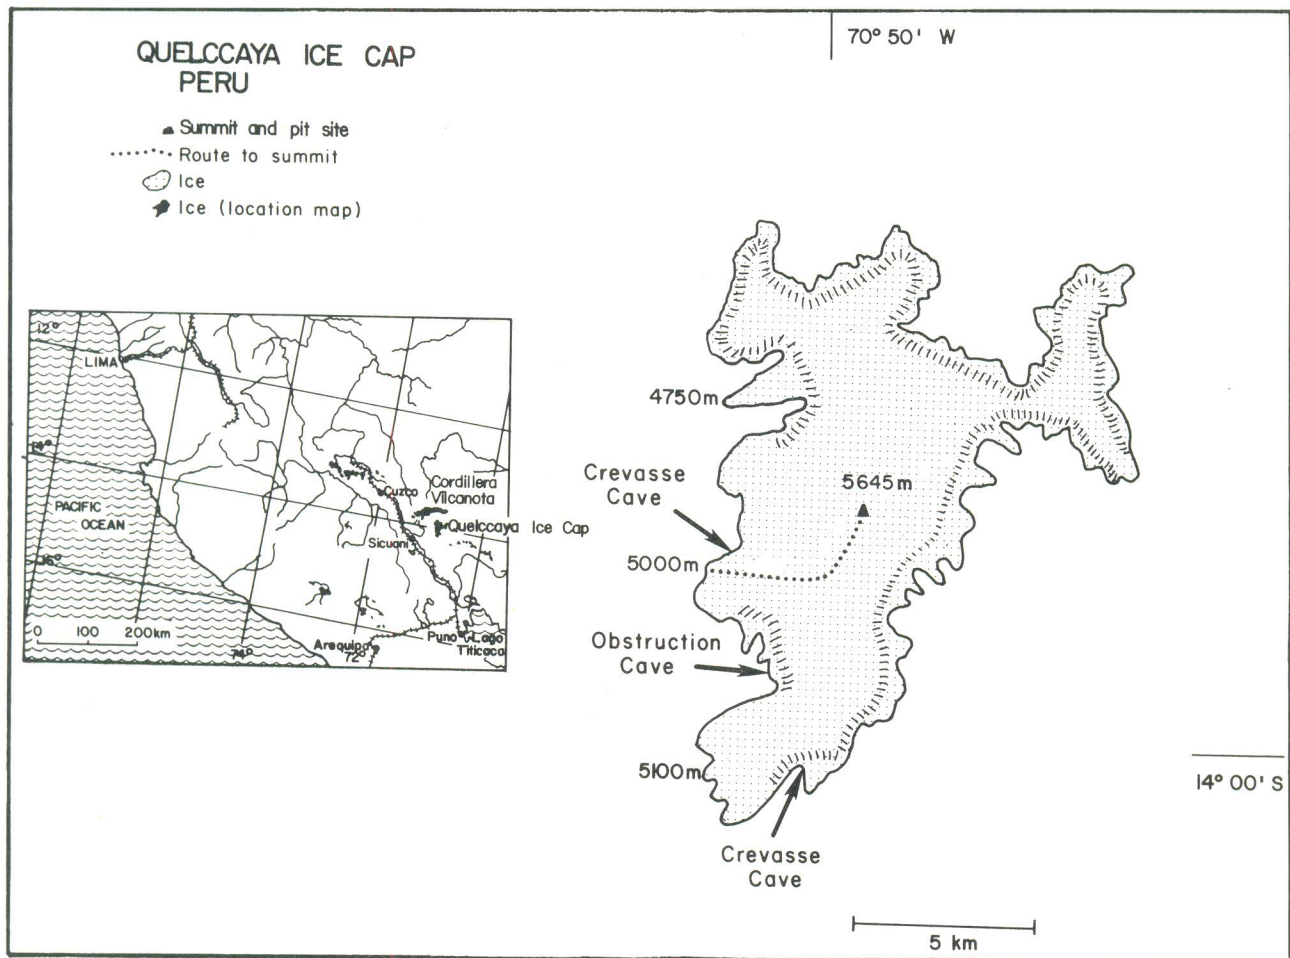 QUELCCAYA ICE CAP
PERU
Summit and pit site
Route to summit
Ice
Ice (location map)
70° 50' W
12°
LIMA
14°
Cordillera
Vilcanota
Cuzco
PACIFIC
OCEAN
Quelccaya Ice Cap
Sicuani
16°
0 100 200km
74°
Arequipa
72°
Puno
Lago
Titicaca
4750m
Crevasse
Cave
5645m
5000m
Obstruction
Cave
5100m
14° 00' S
Crevasse
Cave
5 km